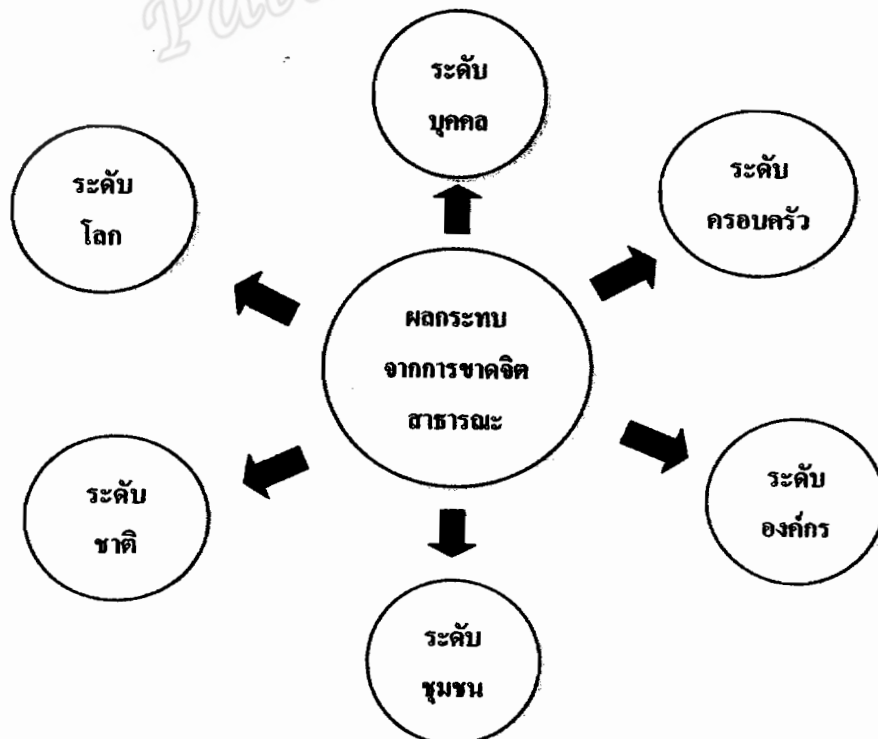 ระดับ
บุคคล
ระดับ
ครอบครัว
ระดับ
โลก
ผลกระทบ
จากการขาดจิต
สาธารณะ
ระดับ
องค์กร
ระดับ
ชาติ
ระดับ
ชุมชน